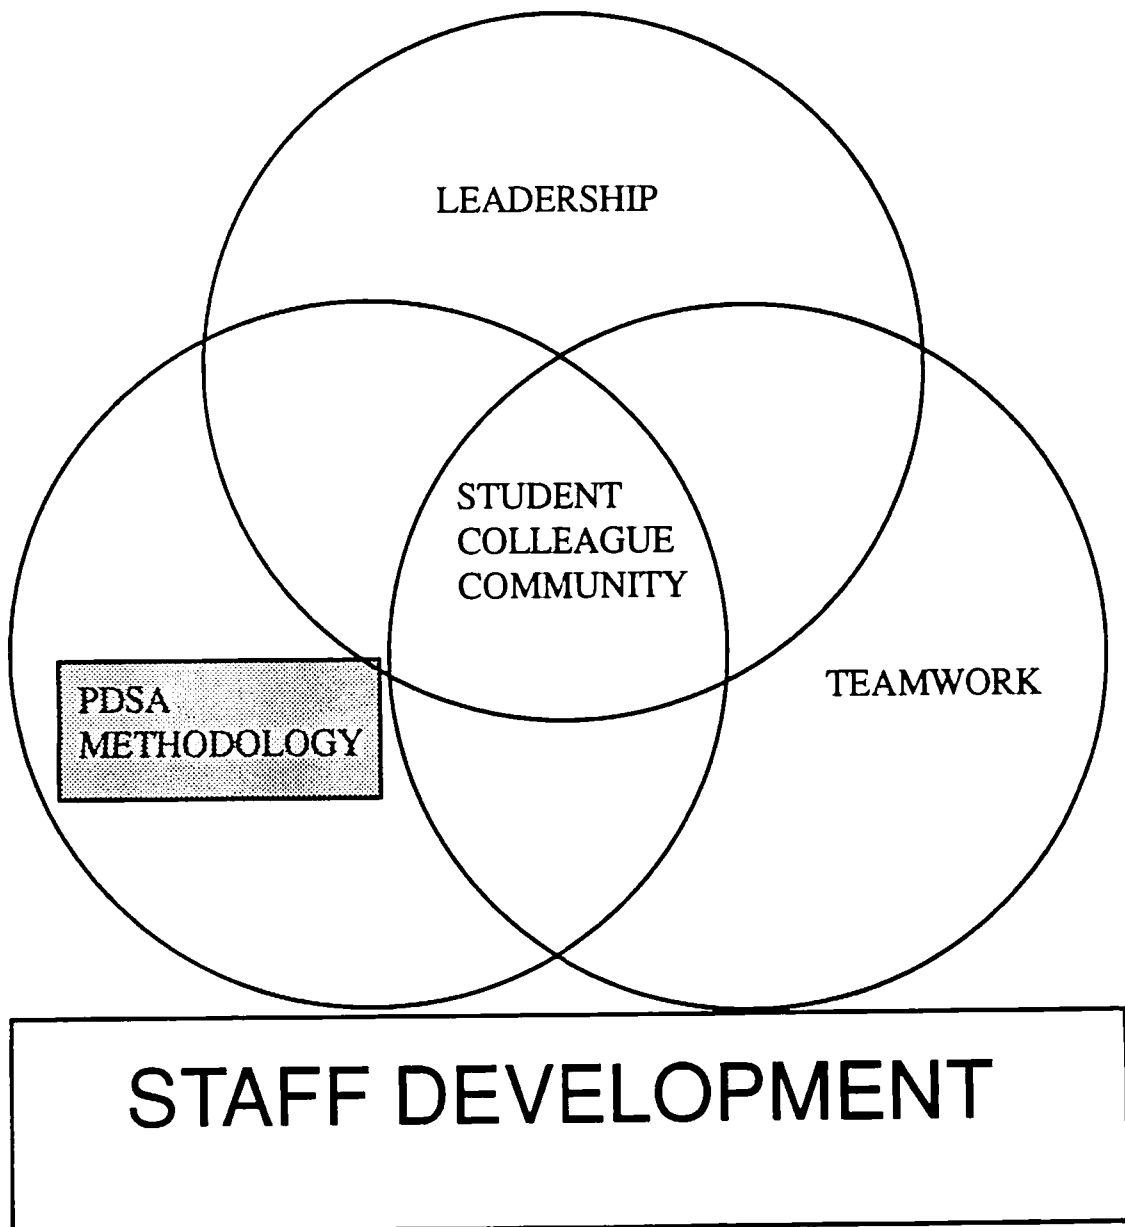 LEADERSHIP
STUDENT
COLLEAGUE
COMMUNITY
PDSA
METHODOLOGY
TEAMWORK
STAFF DEVELOPMENT